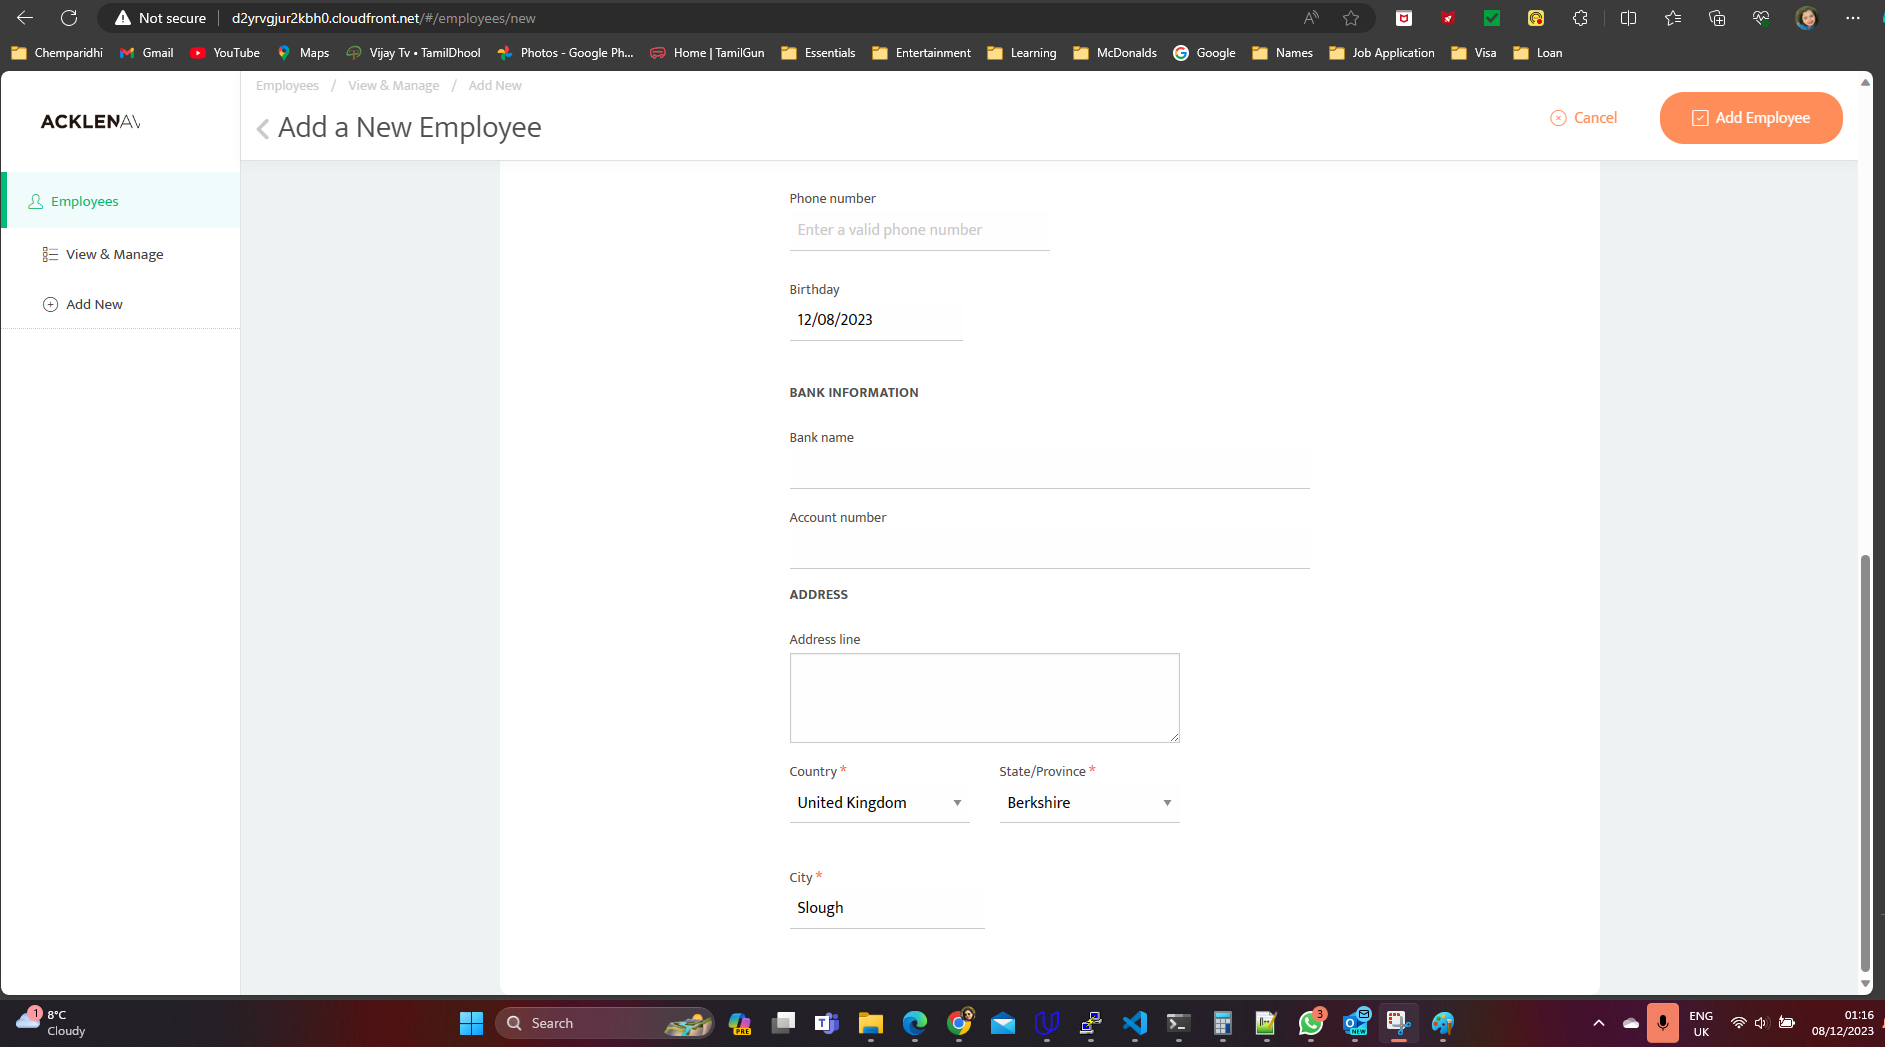 Not secure d2yrvgjur2kbh0.cloudfront.net/#/employees/new
Chemparidhi Gmail YouTube Maps Vijay Tv • TamilDhool Photos - Google Ph... Home | TamilGun Essentials Entertainment Learning McDonalds Google Names Job Application Visa Loan
ACKLENAV
Employees / View & Manage / Add New
Add a New Employee
Cancel
Add Employee
Employees
View & Manage
Add New
Phone number
Enter a valid phone number
Birthday
12/08/2023
BANK INFORMATION
Bank name
Account number
ADDRESS
Address line
Country * State/Province *
United Kingdom Berkshire
City *
Slough
1
8°C
Cloudy
Search
PRE
3
NEW
ENG
UK
01:16
08/12/2023